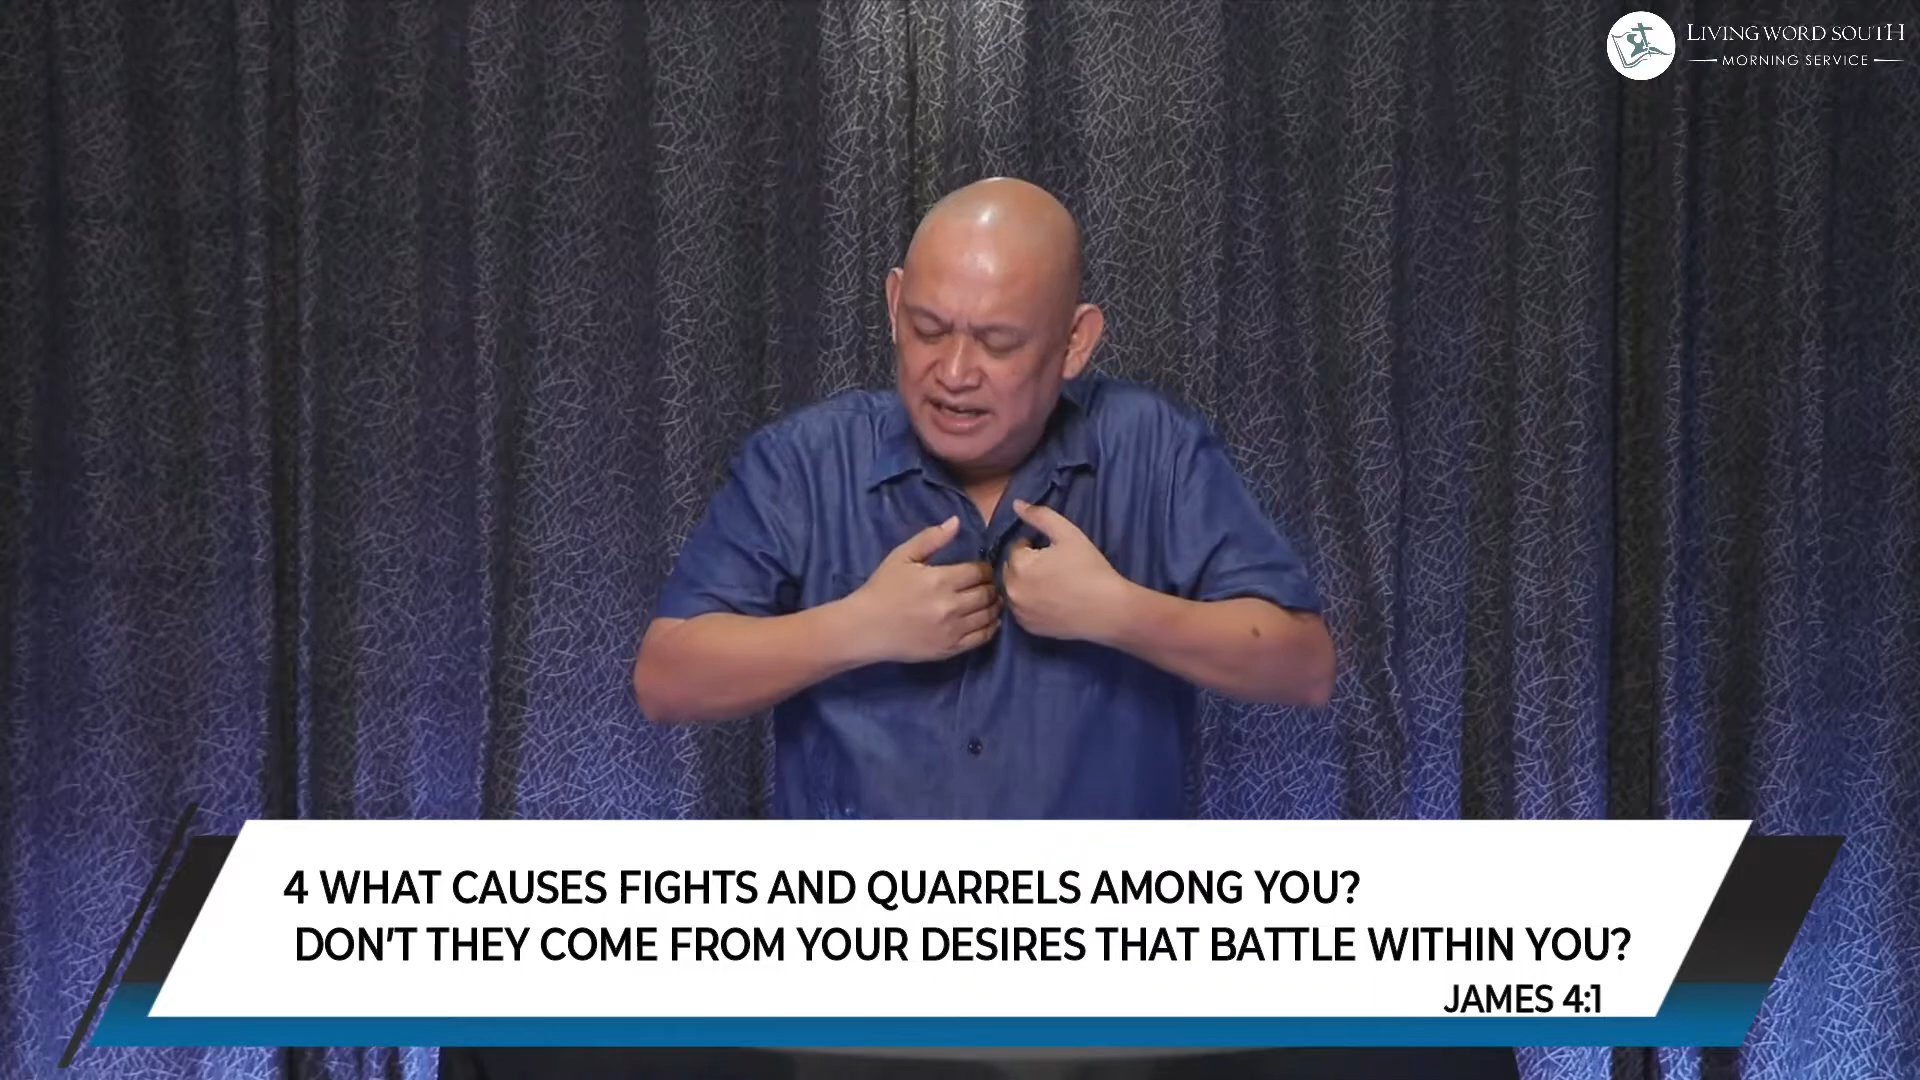 LIVING WORD SOUTH
MORNING SERVICE
4 WHAT CAUSES FIGHTS AND QUARRELS AMONG YOU?
DON'T THEY COME FROM YOUR DESIRES THAT BATTLE WITHIN YOU?
JAMES 4:1